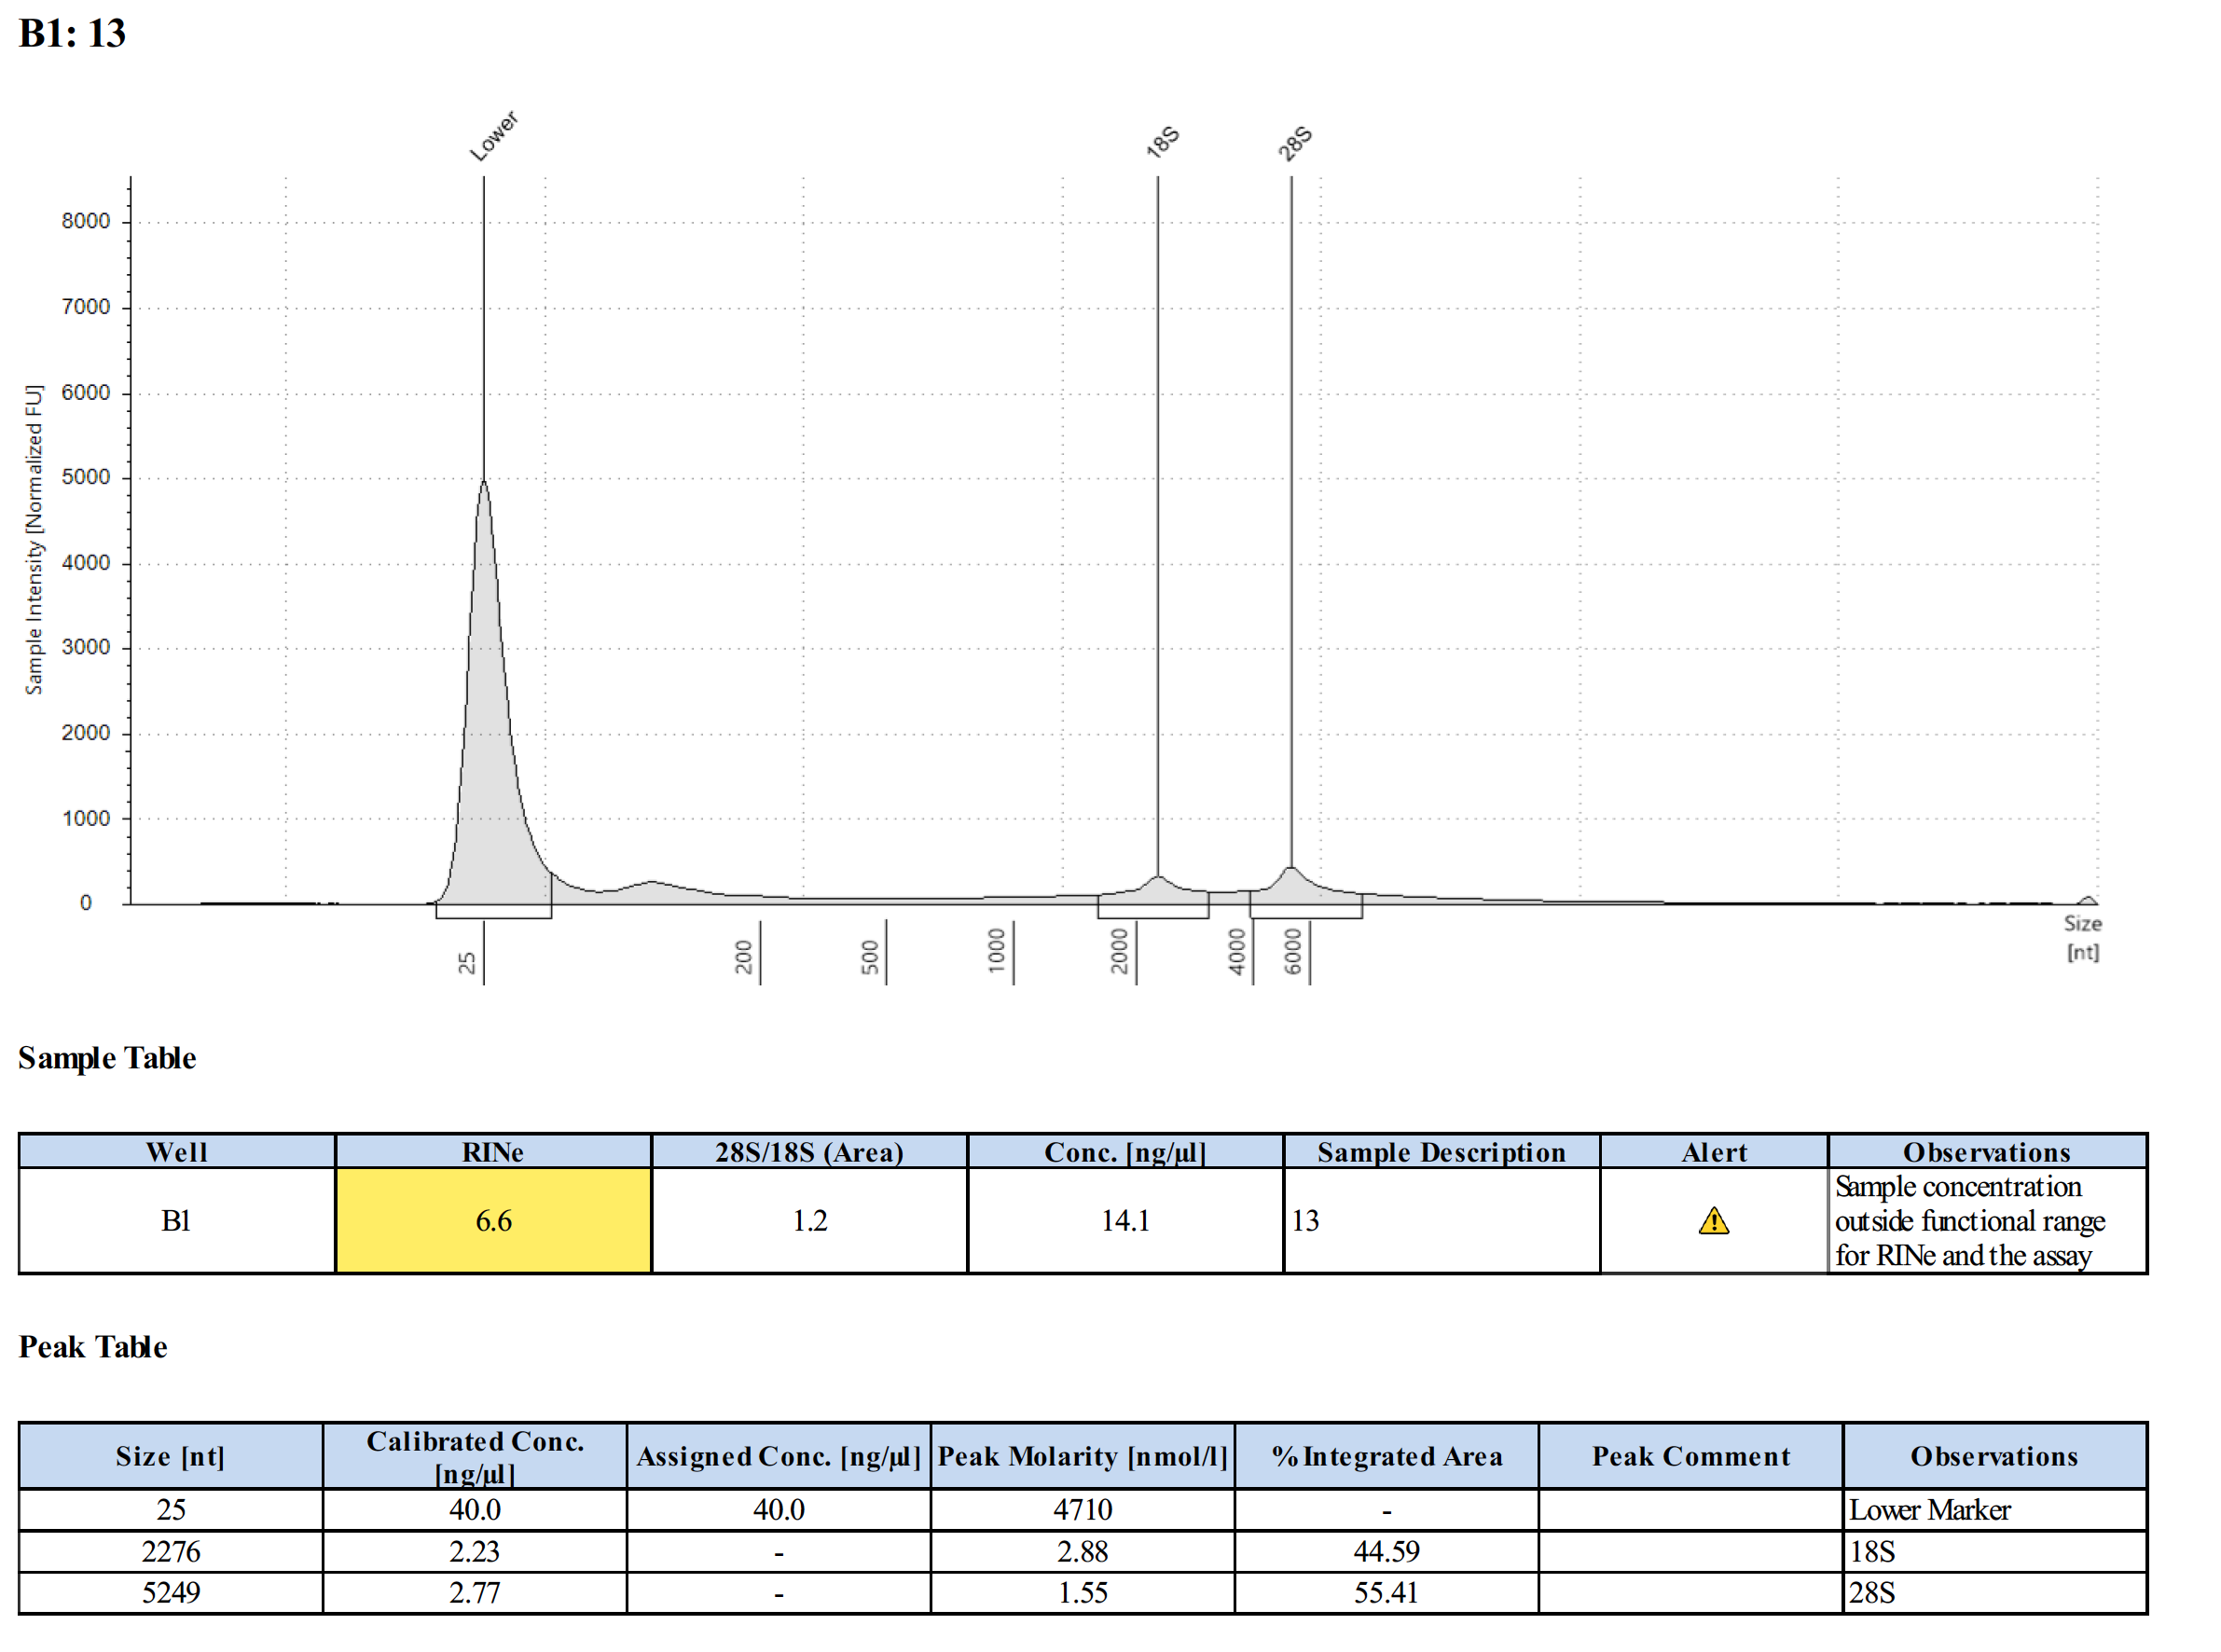 B1: 13
Lower
18S
28S
Sample Intensity [Normalized FU]
8000
7000
6000
5000
4000
3000
2000
1000
0
25
200
500
1000
2000
4000
6000
Size
[nt]
Sample Table
Well RINe 28S/18S (Area) Conc. [ng/µl] Sample Description Alert Observations
B1 6.6 1.2 14.1 13 Sample concentration
outside functional range
for RINe and the assay
Peak Table
Size [nt] Calibrated Conc.
[ng/µl] Assigned Conc. [ng/µl] Peak Molarity [nmol/l] % Integrated Area Peak Comment Observations
25 40.0 40.0 4710 - Lower Marker
2276 2.23 - 2.88 44.59 18S
5249 2.77 - 1.55 55.41 28S